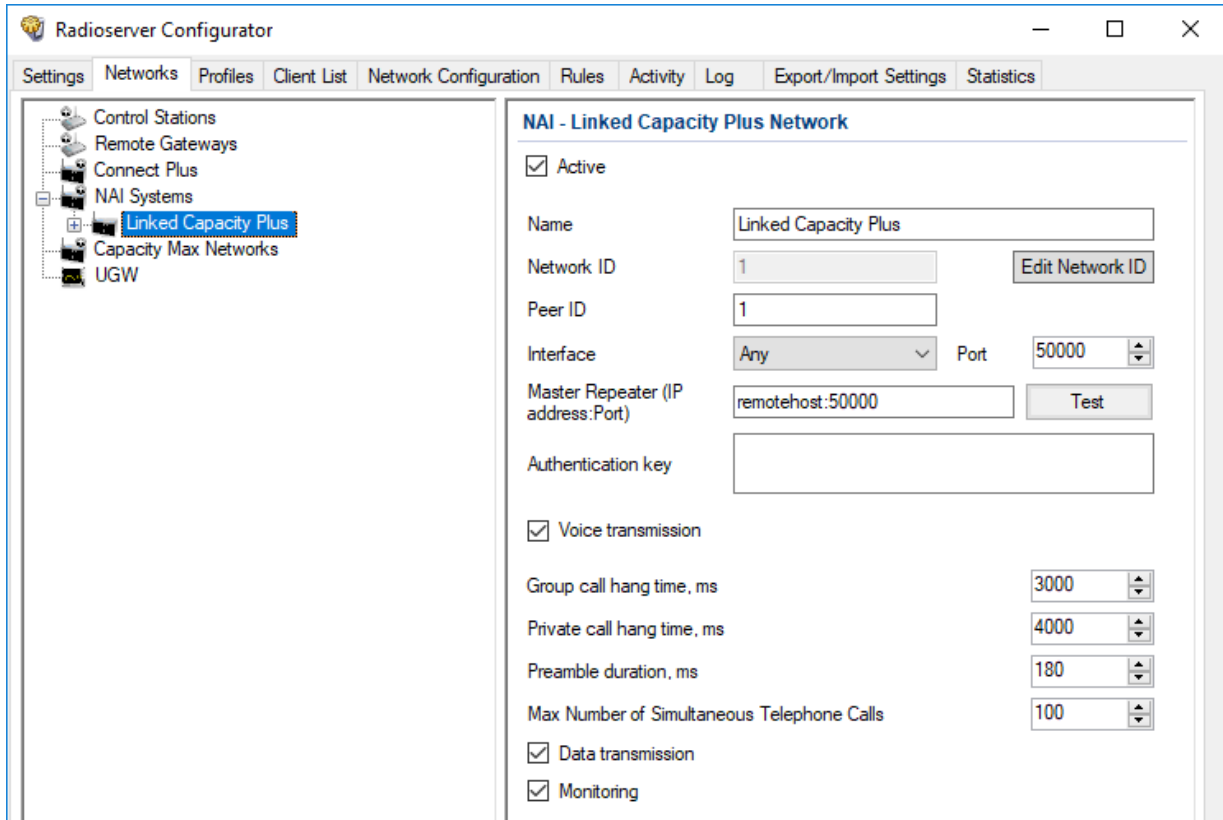 Radioserver Configurator
Settings Networks Profiles Client List Network Configuration Rules Activity Log Export/Import Settings Statistics
Control Stations
Remote Gateways
Connect Plus
NAI Systems
Linked Capacity Plus
Capacity Max Networks
UGW
NAI - Linked Capacity Plus Network
Active
Name Linked Capacity Plus
Network ID 1 Edit Network ID
Peer ID 1
Interface Any Port 50000
Master Repeater (IP
address:Port) remotehost:50000 Test
Authentication key
Voice transmission
Group call hang time, ms 3000
Private call hang time, ms 4000
Preamble duration, ms 180
Max Number of Simultaneous Telephone Calls 100
Data transmission
Monitoring